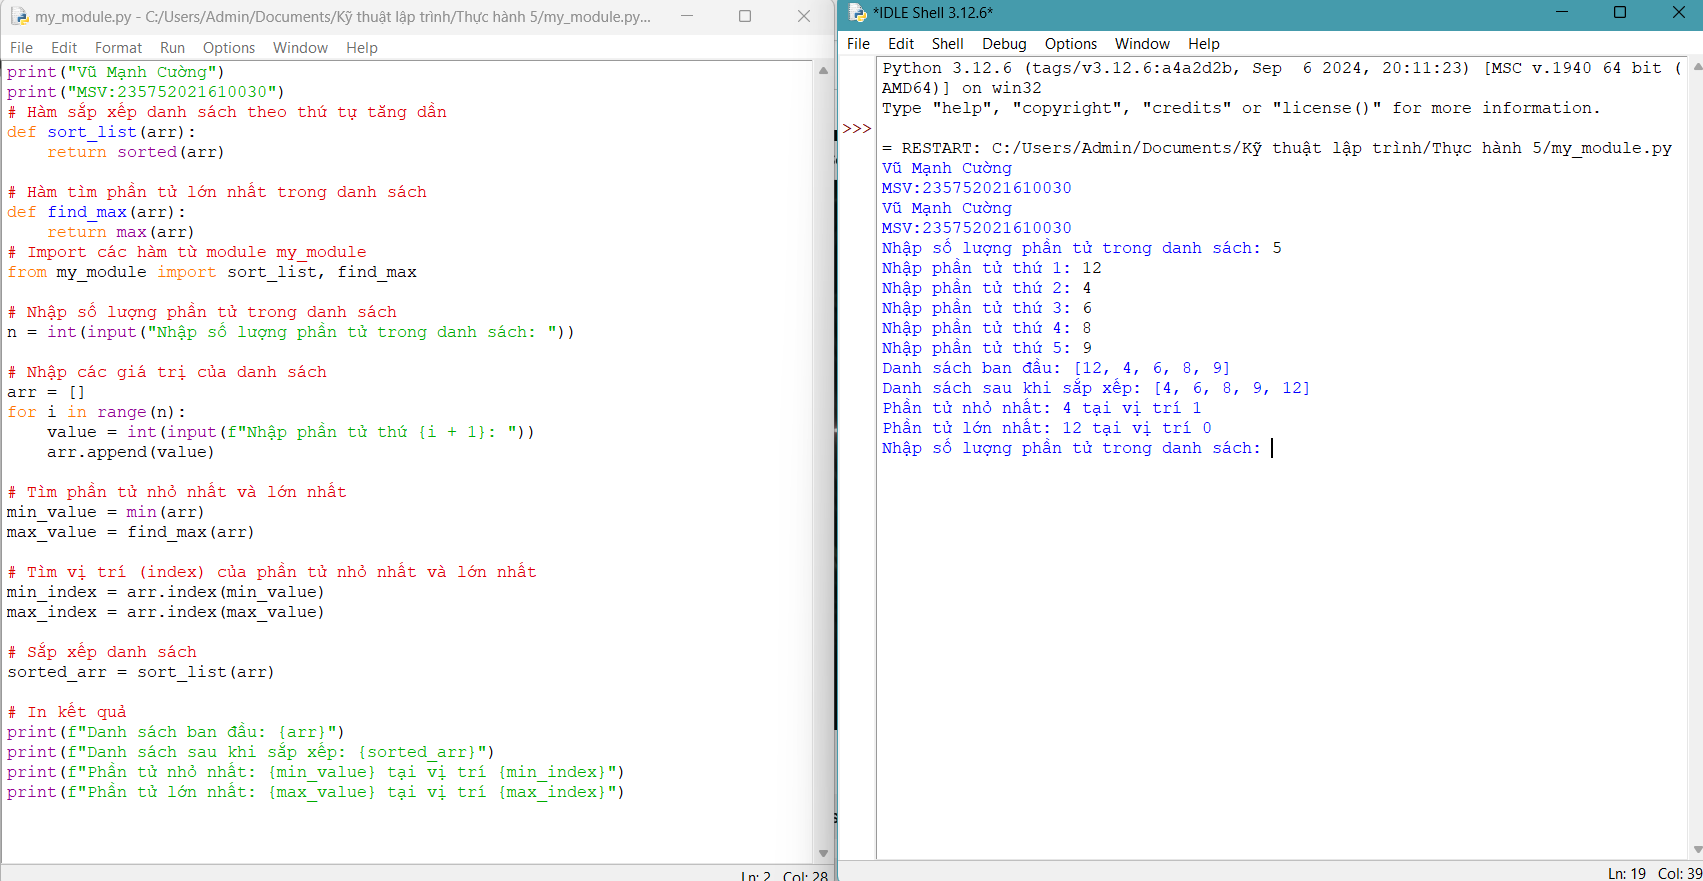 my_module.py - C:/Users/Admin/Documents/Kỹ thuật lập trình/Thực hành 5/my_module.py...
File Edit Format Run Options Window Help
print("Vũ Mạnh Cường")
print("MSV:235752021610030")
# Hàm sắp xếp danh sách theo thứ tự tăng dần
def sort_list(arr):
    return sorted(arr)
# Hàm tìm phần tử lớn nhất trong danh sách
def find_max(arr):
    return max(arr)
# Import các hàm từ module my_module
from my_module import sort_list, find_max
# Nhập số lượng phần tử trong danh sách
n = int(input("Nhập số lượng phần tử trong danh sách: "))
# Nhập các giá trị của danh sách
arr = []
for i in range(n):
    value = int(input(f"Nhập phần tử thứ {i + 1}: "))
    arr.append(value)
# Tìm phần tử nhỏ nhất và lớn nhất
min_value = min(arr)
max_value = find_max(arr)
# Tìm vị trí (index) của phần tử nhỏ nhất và lớn nhất
min_index = arr.index(min_value)
max_index = arr.index(max_value)
# Sắp xếp danh sách
sorted_arr = sort_list(arr)
# In kết quả
print(f"Danh sách ban đầu: {arr}")
print(f"Danh sách sau khi sắp xếp: {sorted_arr}")
print(f"Phần tử nhỏ nhất: {min_value} tại vị trí {min_index}")
print(f"Phần tử lớn nhất: {max_value} tại vị trí {max_index}")
Ln: 2 Col: 28
*IDLE Shell 3.12.6*
File Edit Shell Debug Options Window Help
Python 3.12.6 (tags/v3.12.6:a4a2d2b, Sep  6 2024, 20:11:23) [MSC v.1940 64 bit (
AMD64)] on win32
Type "help", "copyright", "credits" or "license()" for more information.
>>>
= RESTART: C:/Users/Admin/Documents/Kỹ thuật lập trình/Thực hành 5/my_module.py
Vũ Mạnh Cường
MSV:235752021610030
Vũ Mạnh Cường
MSV:235752021610030
Nhập số lượng phần tử trong danh sách: 5
Nhập phần tử thứ 1: 12
Nhập phần tử thứ 2: 4
Nhập phần tử thứ 3: 6
Nhập phần tử thứ 4: 8
Nhập phần tử thứ 5: 9
Danh sách ban đầu: [12, 4, 6, 8, 9]
Danh sách sau khi sắp xếp: [4, 6, 8, 9, 12]
Phần tử nhỏ nhất: 4 tại vị trí 1
Phần tử lớn nhất: 12 tại vị trí 0
Nhập số lượng phần tử trong danh sách:
Ln: 19 Col: 39